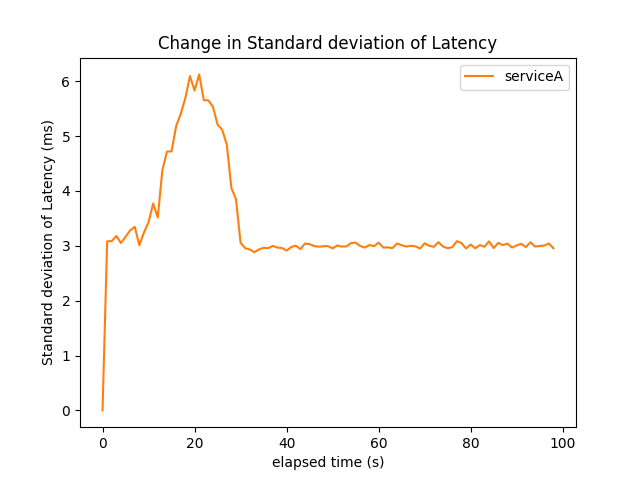 Change in Standard deviation of Latency
serviceA
Standard deviation of Latency (ms)
6
5
4
3
2
1
0
0 20 40 60 80 100
elapsed time (s)